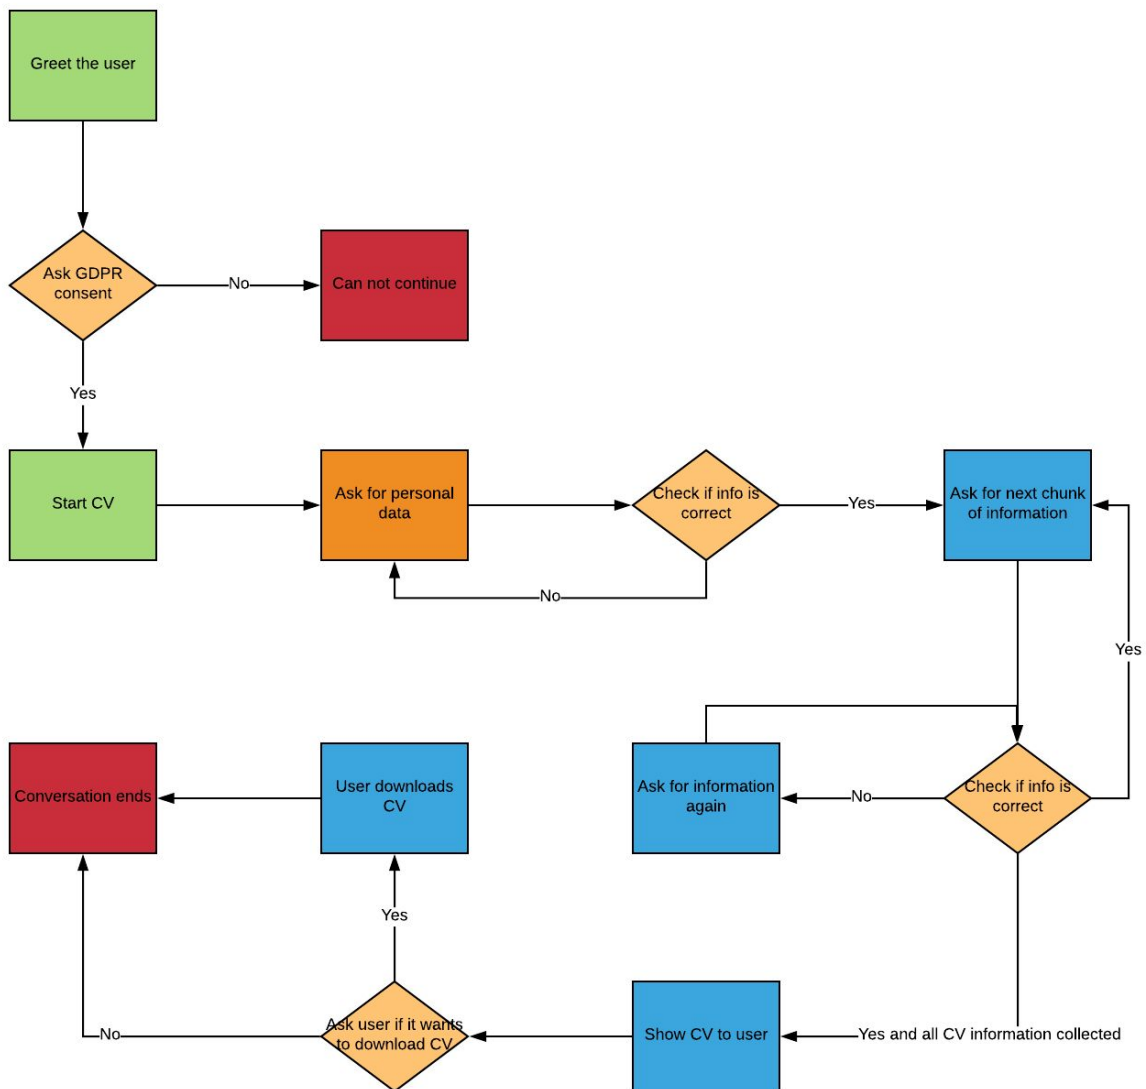 Greet the user
Ask GDPR
consent
No
Can not continue
Yes
Start CV
Ask for personal
data
Check if info is
correct
Yes
Ask for next chunk
of information
No
Yes
Conversation ends
User downloads
CV
Ask for information
again
No
Check if info is
correct
Yes
No
Ask user if it wants
to download CV
Show CV to user
Yes and all CV information collected